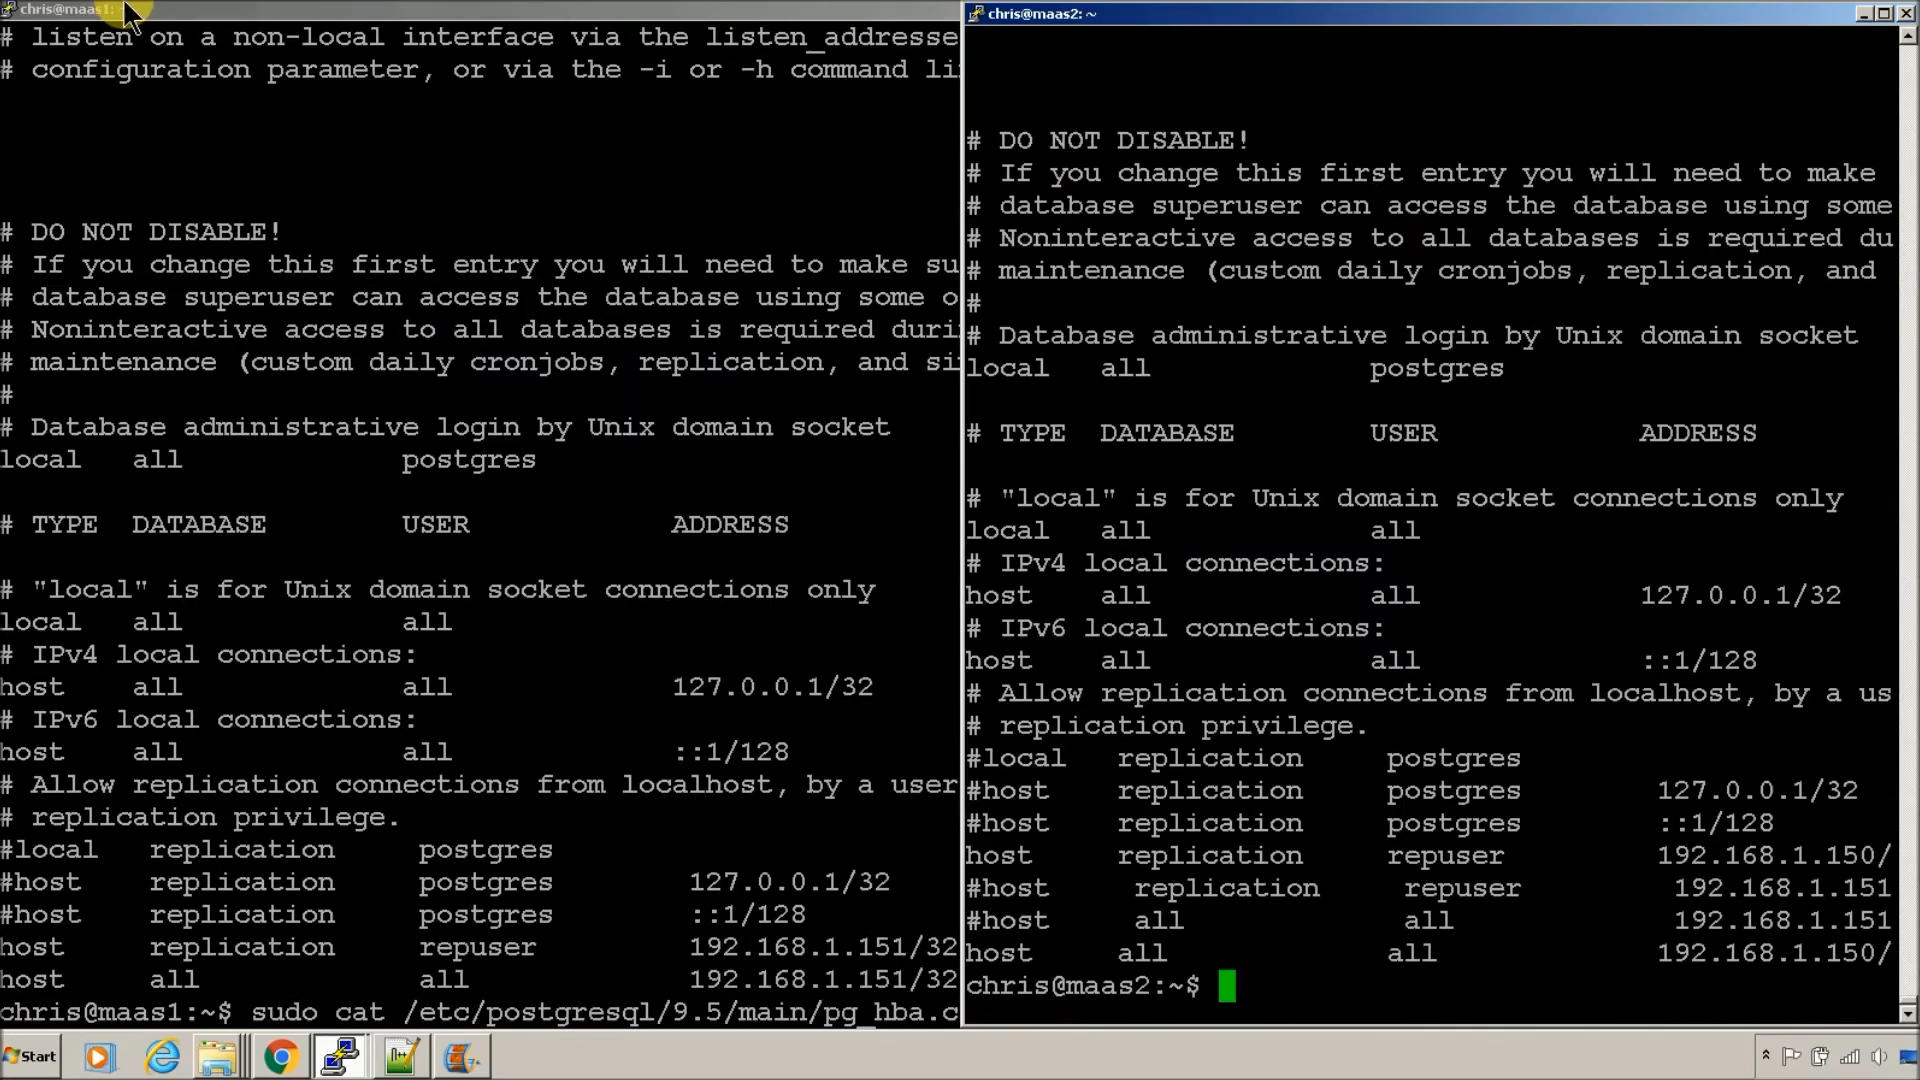 chris@maas1: ~
# listen on a non-local interface via the listen_addresse
# configuration parameter, or via the -i or -h command li
# DO NOT DISABLE!
# If you change this first entry you will need to make su
# database superuser can access the database using some o
# Noninteractive access to all databases is required duri
# maintenance (custom daily cronjobs, replication, and si
#
# Database administrative login by Unix domain socket
local   all             postgres
# TYPE  DATABASE        USER            ADDRESS
# "local" is for Unix domain socket connections only
local   all             all
# IPv4 local connections:
host    all             all             127.0.0.1/32
# IPv6 local connections:
host    all             all             ::1/128
# Allow replication connections from localhost, by a user
# replication privilege.
#local   replication     postgres
#host    replication     postgres        127.0.0.1/32
#host    replication     postgres        ::1/128
host     replication     repuser         192.168.1.151/32
host     all             all             192.168.1.151/32
chris@maas1:~$ sudo cat /etc/postgresql/9.5/main/pg_hba.c
chris@maas2: ~
# DO NOT DISABLE!
# If you change this first entry you will need to make
# database superuser can access the database using some
# Noninteractive access to all databases is required du
# maintenance (custom daily cronjobs, replication, and
#
# Database administrative login by Unix domain socket
local   all             postgres
# TYPE  DATABASE        USER            ADDRESS
# "local" is for Unix domain socket connections only
local   all             all
# IPv4 local connections:
host    all             all             127.0.0.1/32
# IPv6 local connections:
host    all             all             ::1/128
# Allow replication connections from localhost, by a us
# replication privilege.
#local   replication     postgres
#host    replication     postgres        127.0.0.1/32
#host    replication     postgres        ::1/128
host     replication     repuser         192.168.1.150/
#host     replication     repuser         192.168.1.151
#host     all             all             192.168.1.151
host     all             all             192.168.1.150/
chris@maas2:~$
Start